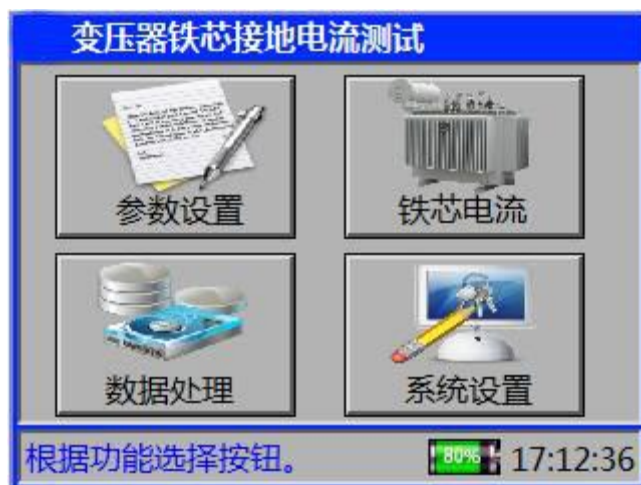 变压器铁芯接地电流测试
参数设置
铁芯电流
数据处理
系统设置
根据功能选择按钮。
80%
17:12:36